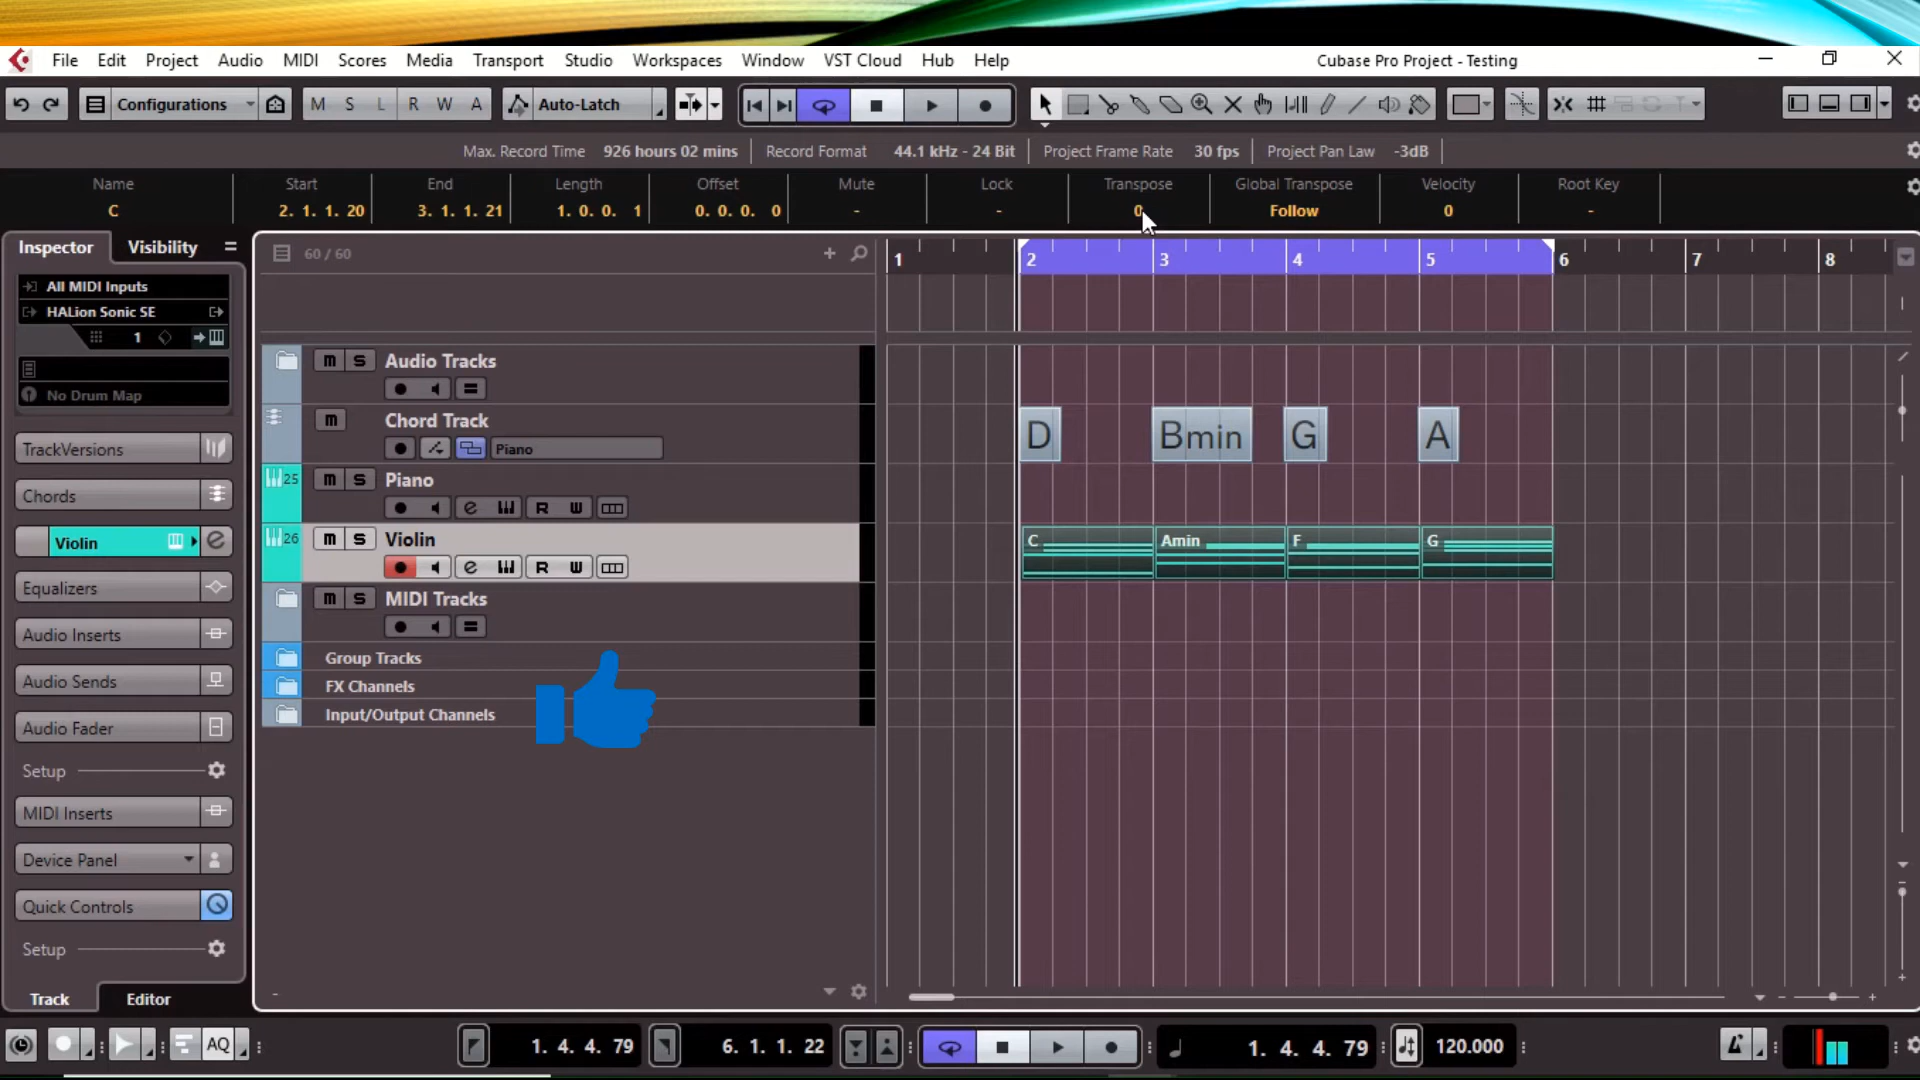 File Edit Project Audio MIDI Scores Media Transport Studio Workspaces Window VST Cloud Hub Help Cubase Pro Project - Testing
Configurations M S L R W A Auto-Latch
Max. Record Time 926 hours 02 mins Record Format 44.1 kHz - 24 Bit Project Frame Rate 30 fps Project Pan Law -3dB
Name Start End Length Offset Mute Lock Transpose Global Transpose Velocity Root Key
C 2. 1. 1. 20 3. 1. 1. 21 1. 0. 0. 1 0. 0. 0. 0 - - 0 Follow 0 -
Inspector Visibility 60 / 60 1 2 3 4 5 6 7 8
All MIDI Inputs
HALion Sonic SE
1
No Drum Map
m s Audio Tracks
m Chord Track D Bmin G A
Piano
TrackVersions
25 m s Piano
R W
Chords
26 m s Violin C Amin F G
Violin e
R W
Equalizers
m s MIDI Tracks
Audio Inserts
Group Tracks
Audio Sends
FX Channels
Input/Output Channels
Audio Fader
Setup
MIDI Inserts
Device Panel
Quick Controls
Setup
Track Editor -
AQ 1. 4. 4. 79 6. 1. 1. 22 1. 4. 4. 79 120.000